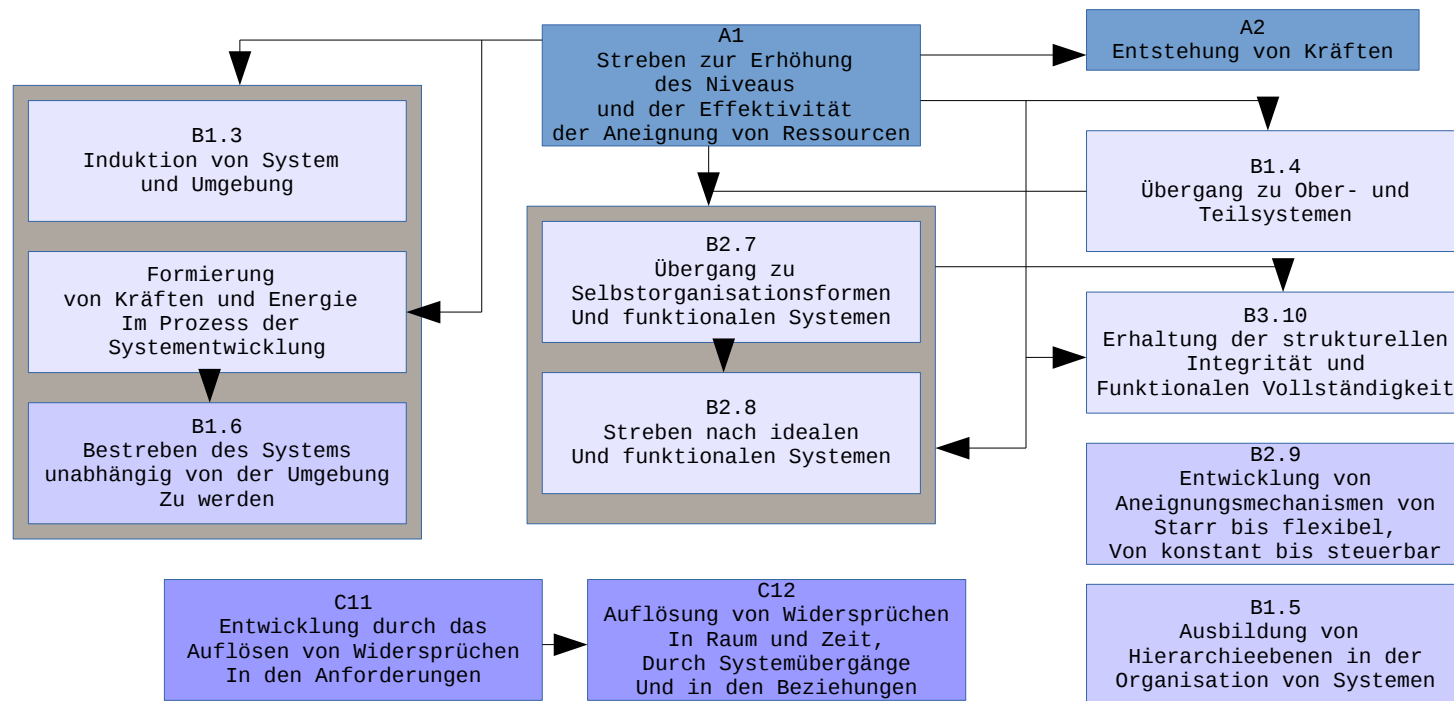 A1
Streben zur Erhöhung
des Niveaus
und der Effektivität
der Aneignung von Ressourcen
A2
Entstehung von Kräften
B1.3
Induktion von System
und Umgebung
B1.4
Übergang zu Ober- und
Teilsystemen
Formierung
von Kräften und Energie
Im Prozess der
Systementwicklung
B2.7
Übergang zu
Selbstorganisationsformen
Und funktionalen Systemen
B3.10
Erhaltung der strukturellen
Integrität und
Funktionalen Vollständigkeit
B1.6
Bestreben des Systems
unabhängig von der Umgebung
Zu werden
B2.8
Streben nach idealen
Und funktionalen Systemen
B2.9
Entwicklung von
Aneignungsmechanismen von
Starr bis flexibel,
Von konstant bis steuerbar
C11
Entwicklung durch das
Auflösen von Widersprüchen
In den Anforderungen
C12
Auflösung von Widersprüchen
In Raum und Zeit,
Durch Systemübergänge
Und in den Beziehungen
B1.5
Ausbildung von
Hierarchieebenen in der
Organisation von Systemen